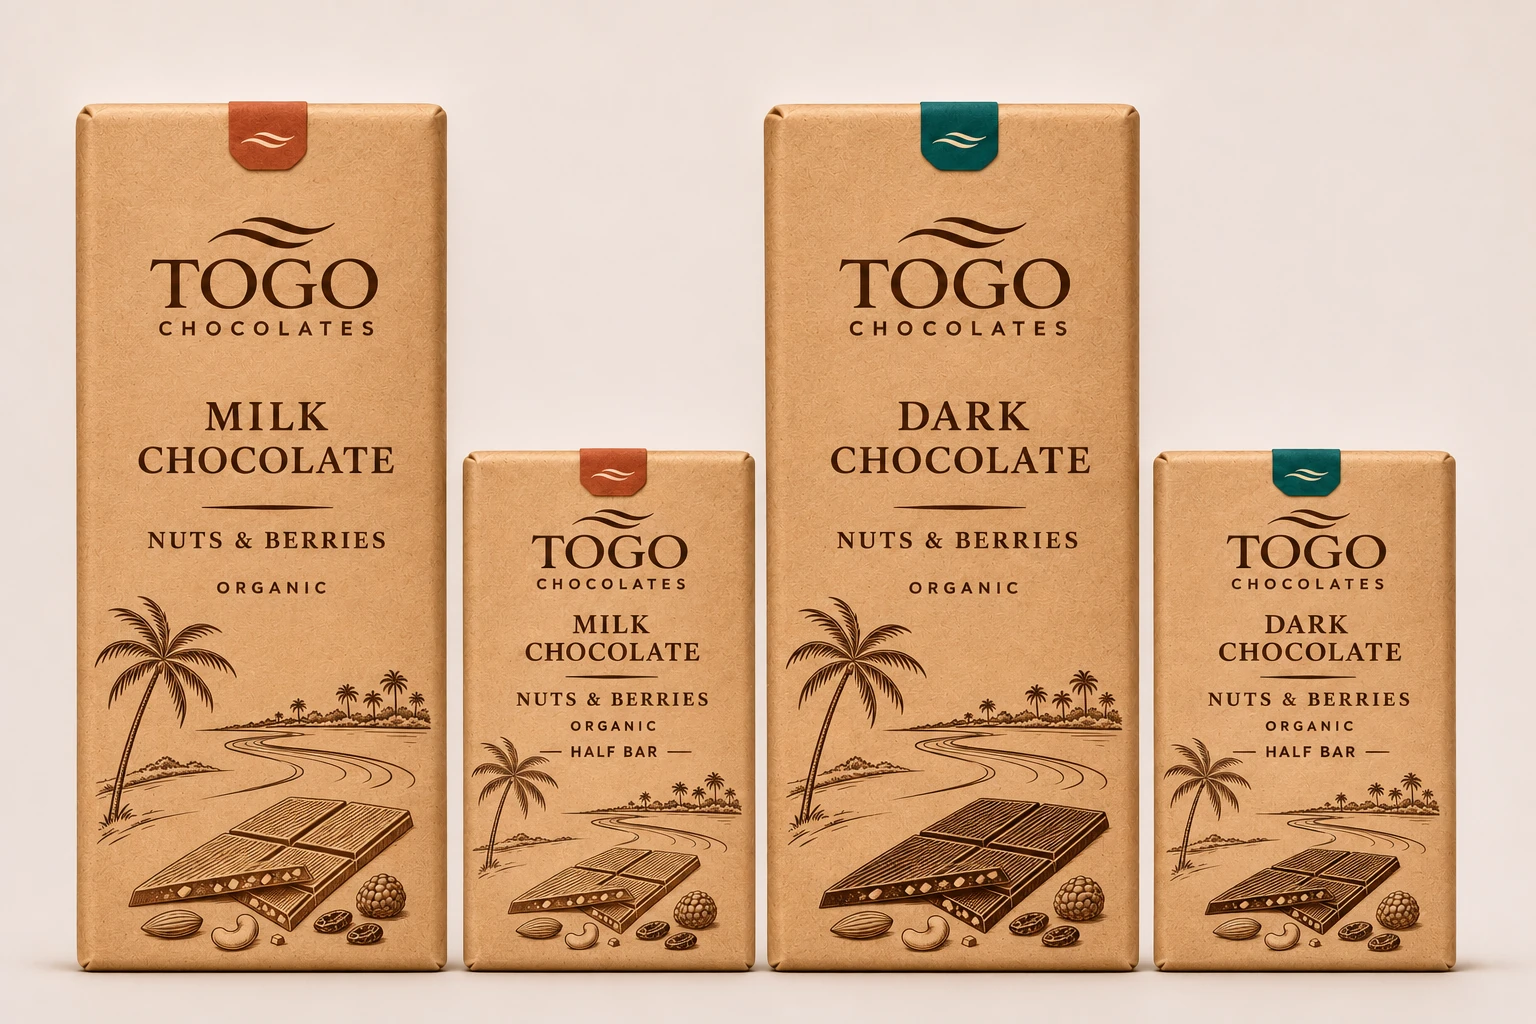 TOGO
CHOCOLATES
MILK
CHOCOLATE
NUTS & BERRIES
ORGANIC
TOGO
CHOCOLATES
MILK
CHOCOLATE
NUTS & BERRIES
ORGANIC
HALF BAR
TOGO
CHOCOLATES
DARK
CHOCOLATE
NUTS & BERRIES
ORGANIC
TOGO
CHOCOLATES
DARK
CHOCOLATE
NUTS & BERRIES
ORGANIC
HALF BAR